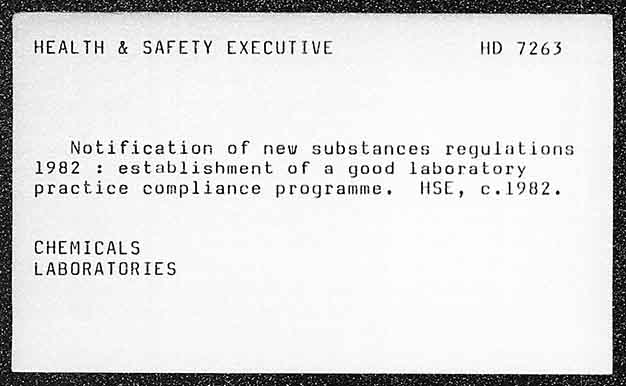 HEALTH & SAFETY EXECUTIVE HD 7263
Notification of new substances regulations
1982 : establishment of a good laboratory
practice compliance programme. HSE, c.1982.
CHEMICALS
LABORATORIES